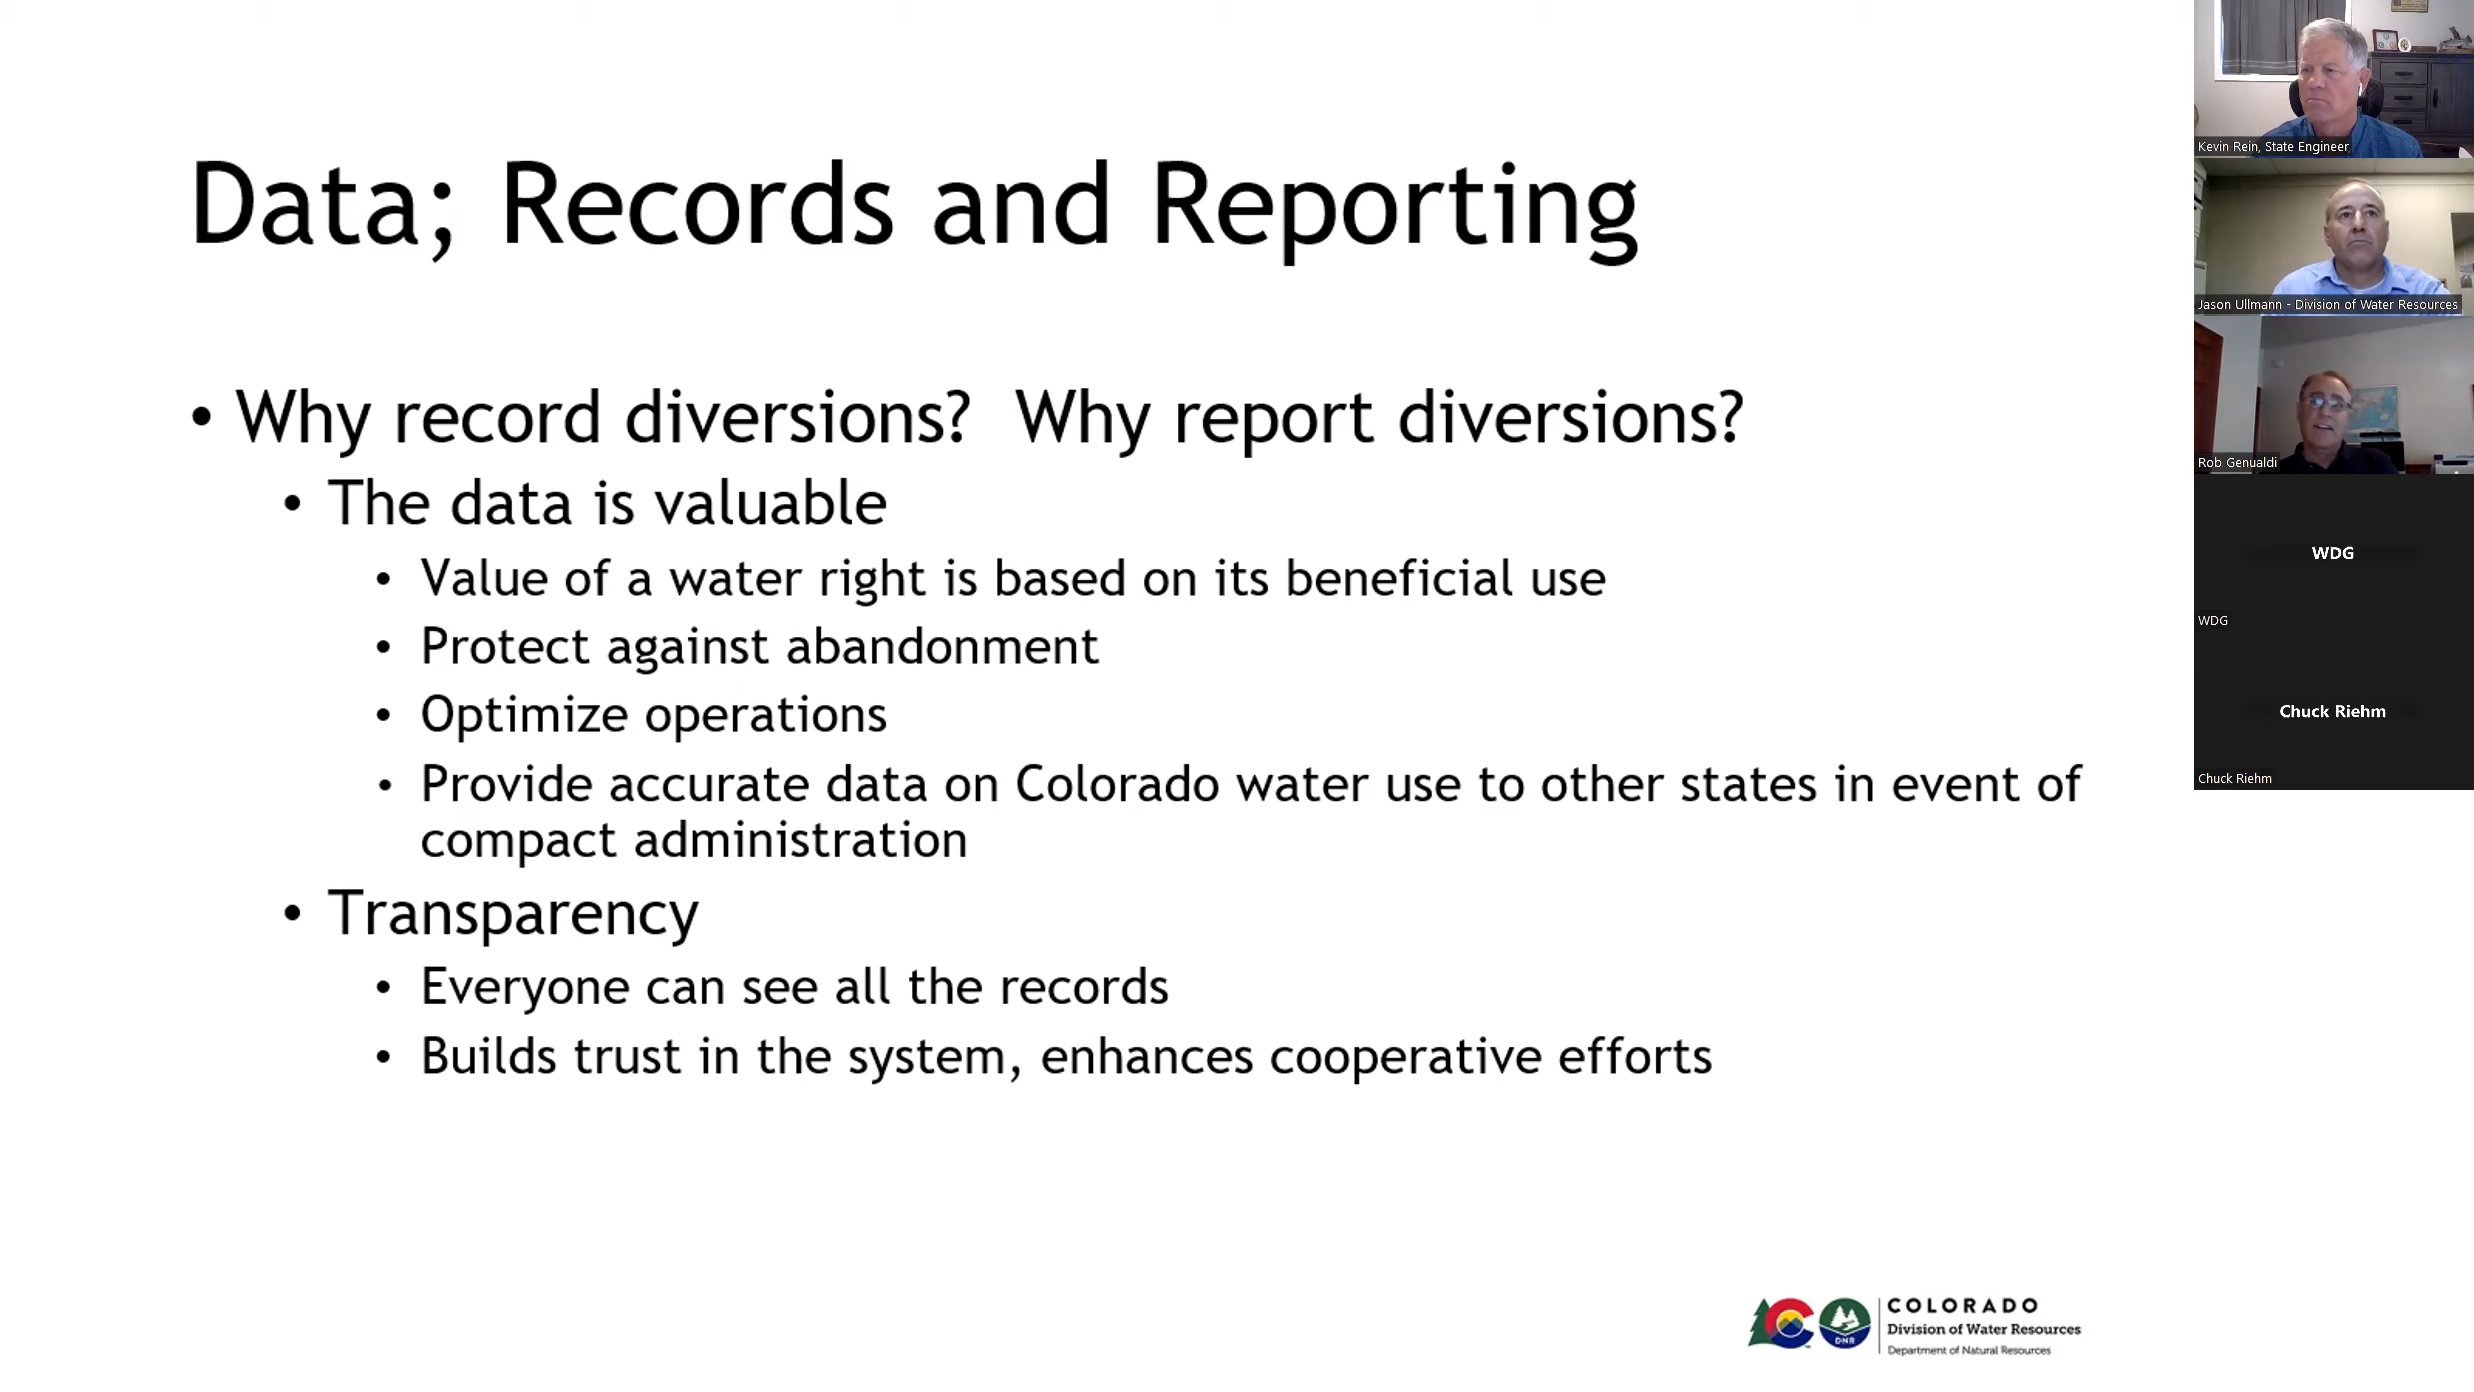 Data; Records and Reporting
• Why record diversions?  Why report diversions?
• The data is valuable
• Value of a water right is based on its beneficial use
• Protect against abandonment
• Optimize operations
• Provide accurate data on Colorado water use to other states in event of
compact administration
• Transparency
• Everyone can see all the records
• Builds trust in the system, enhances cooperative efforts
DNR
COLORADO
Division of Water Resources
Department of Natural Resources
Kevin Rein, State Engineer
Jason Ullmann - Division of Water Resources
Rob Genualdi
WDG
WDG
Chuck Riehm
Chuck Riehm